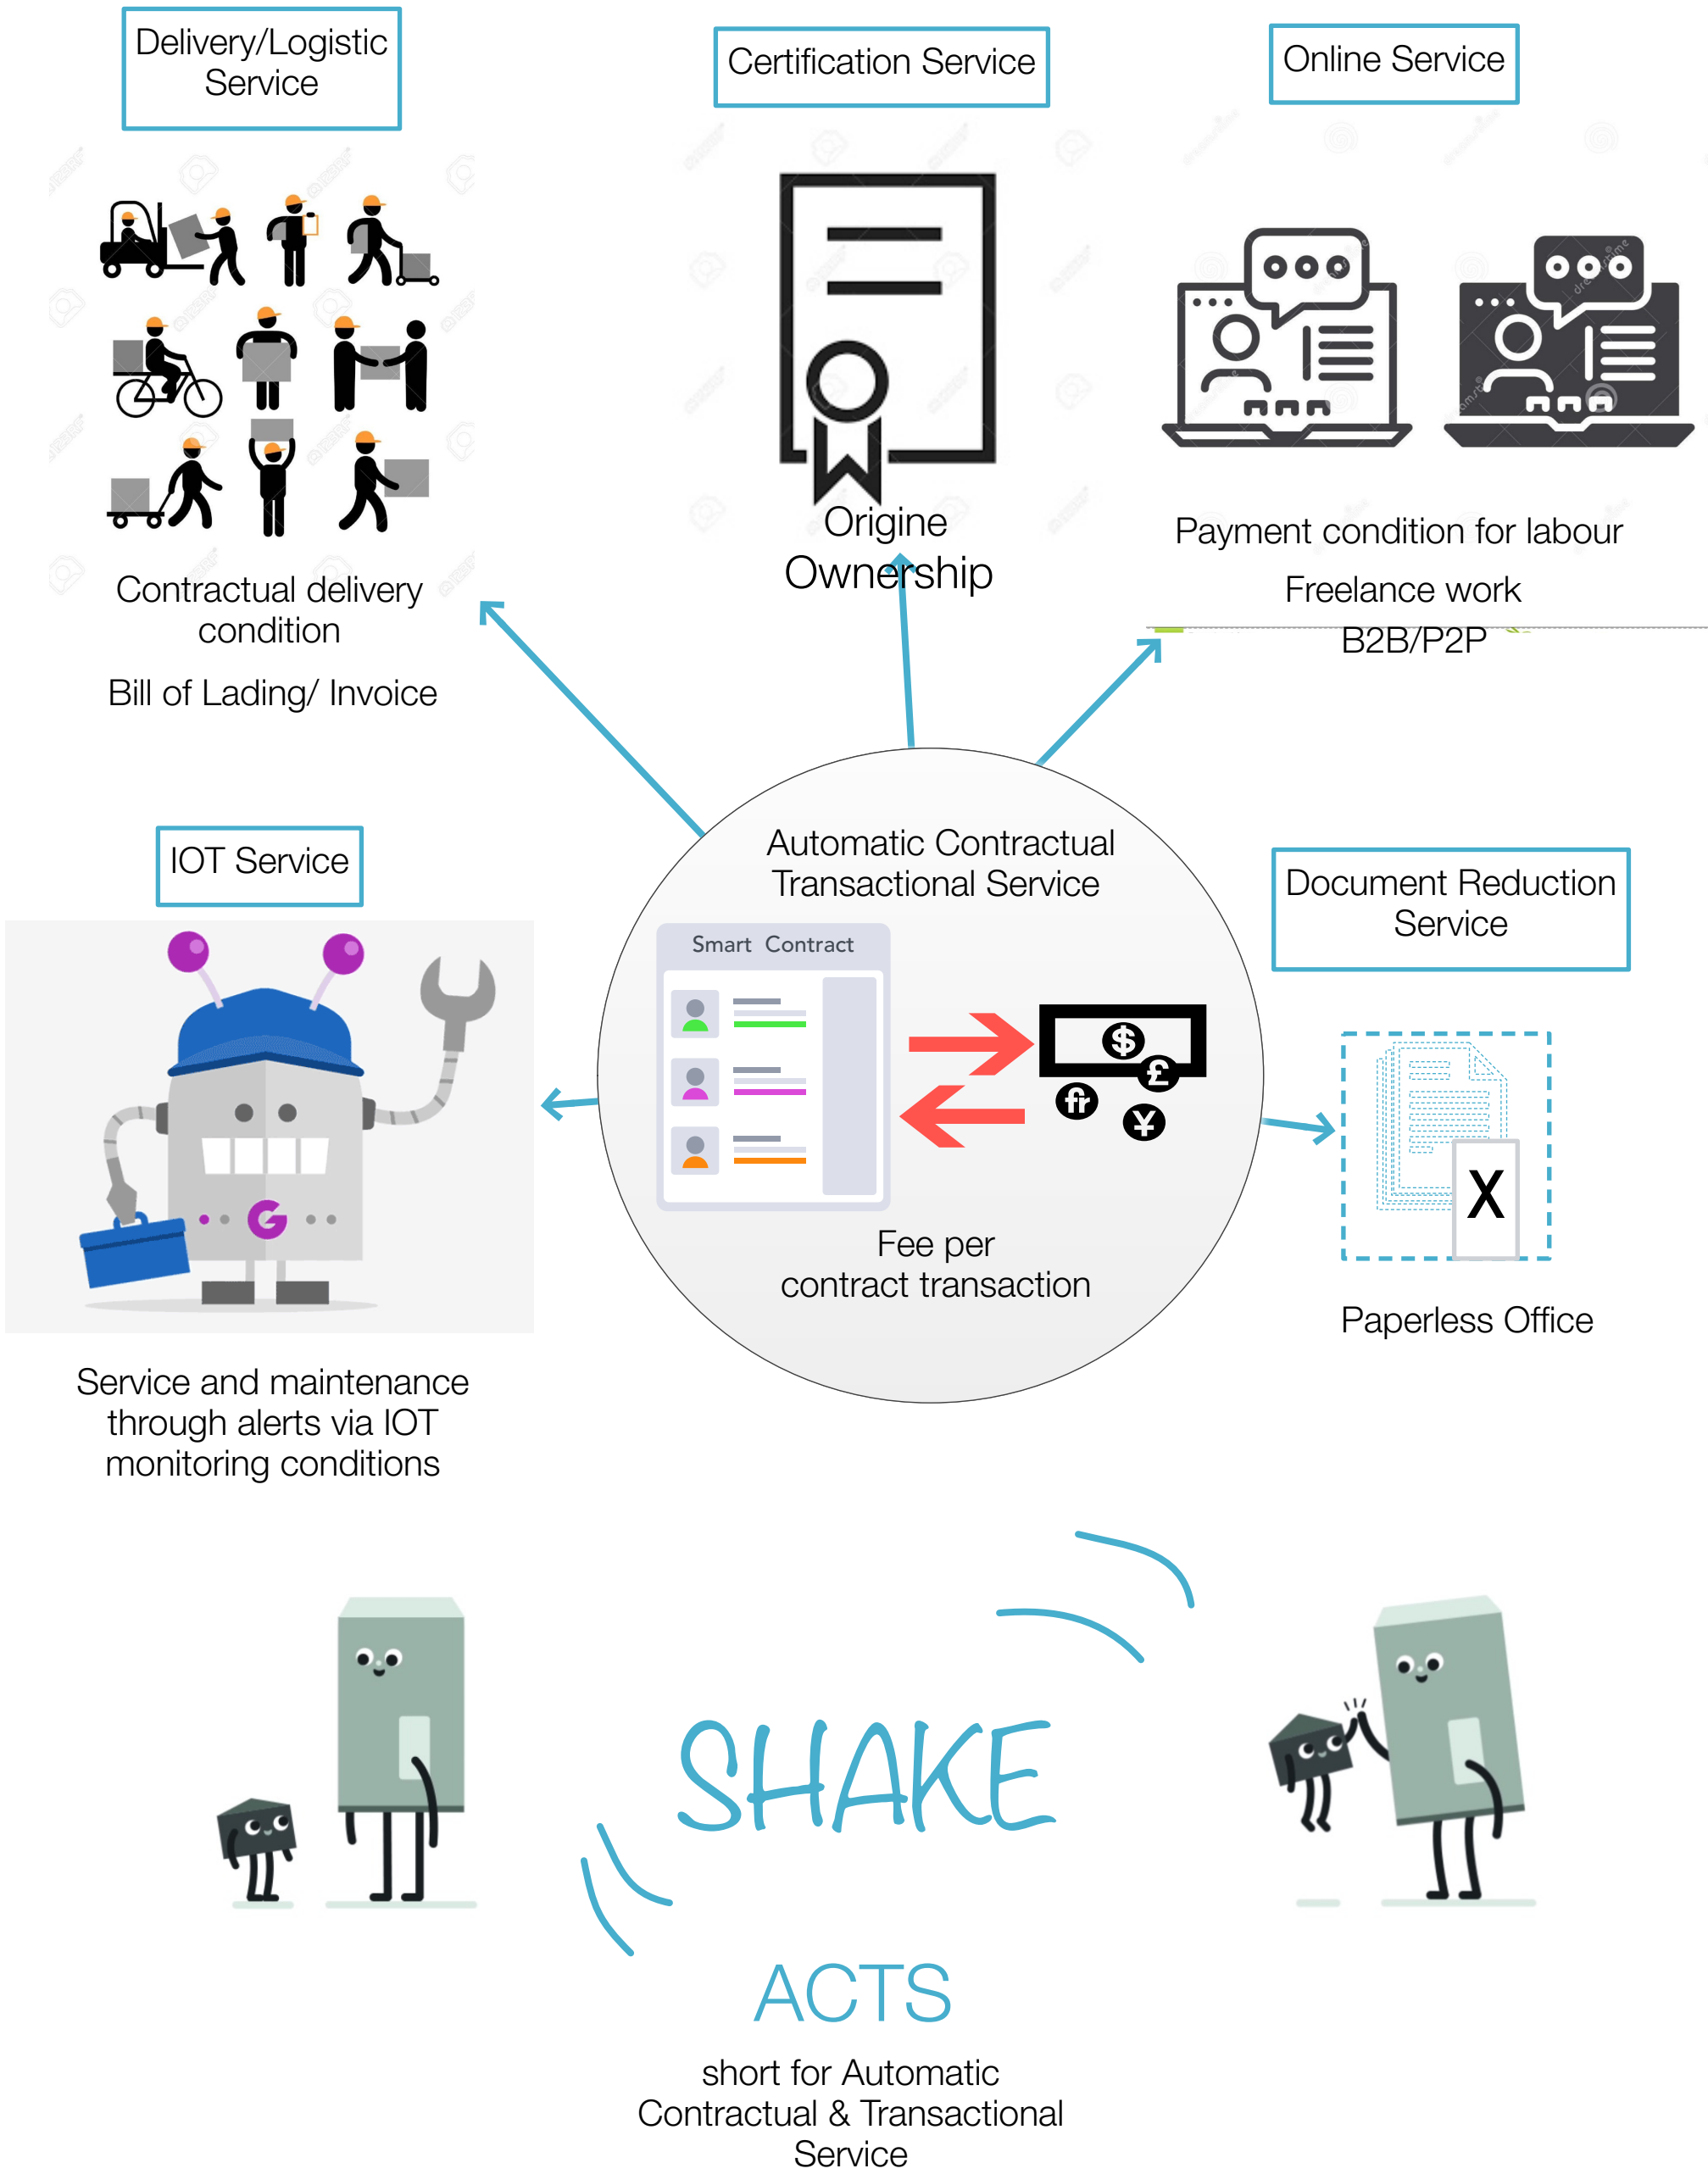 Delivery/Logistic
Service
Certification Service
Online Service
Origine
Ownership
Payment condition for labour
Freelance work
B2B/P2P
Contractual delivery
condition
Bill of Lading/ Invoice
IOT Service
Automatic Contractual
Transactional Service
Smart Contract
$
£
fr
¥
Fee per
contract transaction
Document Reduction
Service
X
Paperless Office
G
Service and maintenance
through alerts via IOT
monitoring conditions
SHAKE
ACTS
short for Automatic
Contractual & Transactional
Service